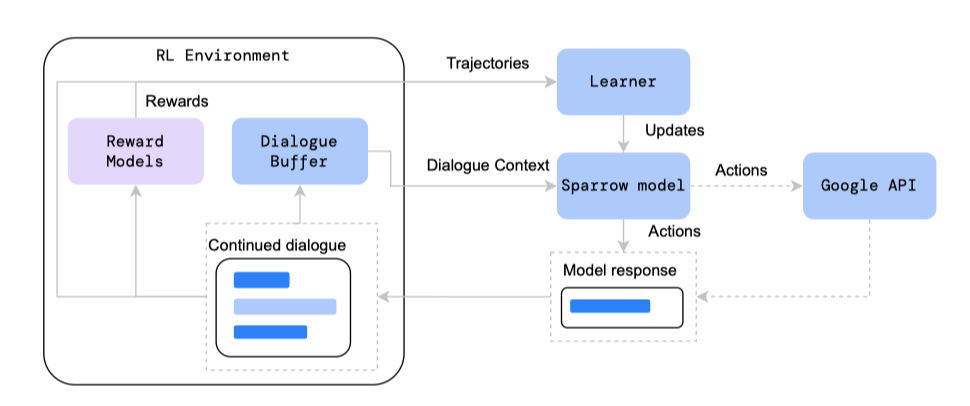 RL Environment
Trajectories
Learner
Rewards
Updates
Reward
Models
Dialogue
Buffer
Dialogue Context
Sparrow model
Actions
Google API
Actions
Continued dialogue
Model response